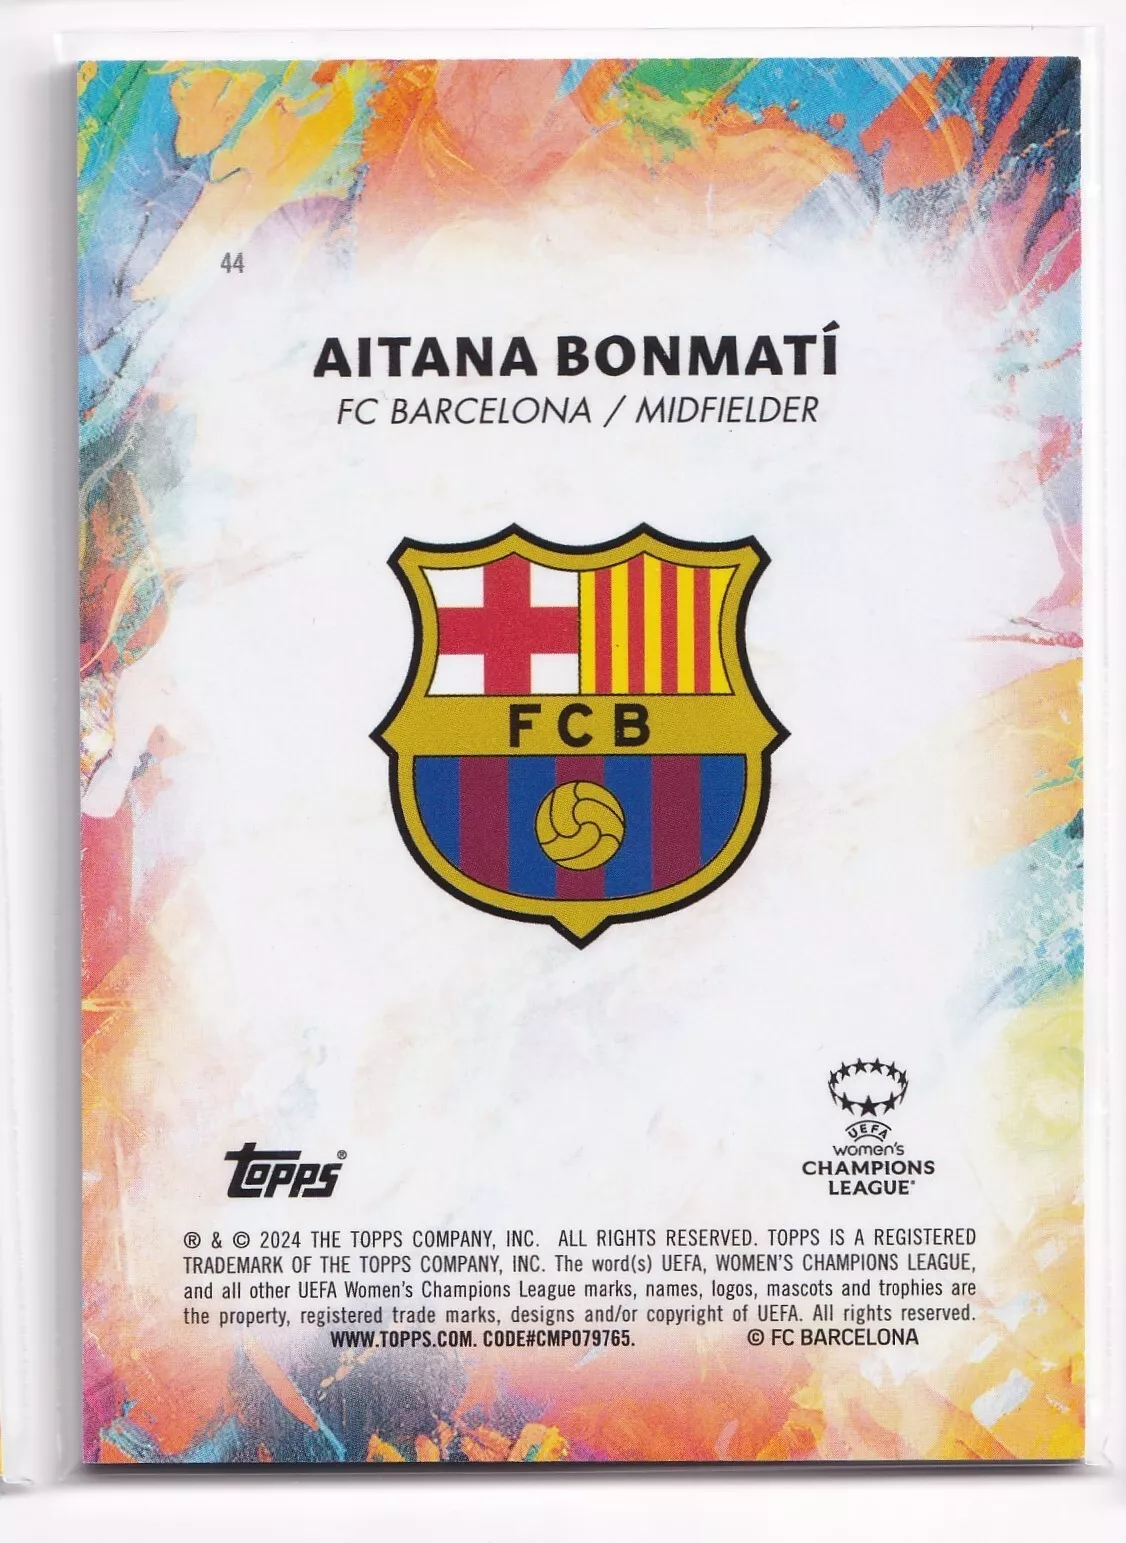 44
AITANA BONMATÍ
FC BARCELONA / MIDFIELDER
FCB
TOPPS®
UEFA
women's
CHAMPIONS
LEAGUE®
® & © 2024 THE TOPPS COMPANY, INC. ALL RIGHTS RESERVED. TOPPS IS A REGISTERED
TRADEMARK OF THE TOPPS COMPANY, INC. The word(s) UEFA, WOMEN'S CHAMPIONS LEAGUE,
and all other UEFA Women's Champions League marks, names, logos, mascots and trophies are
the property, registered trade marks, designs and/or copyright of UEFA. All rights reserved.
WWW.TOPPS.COM. CODE#CMP079765. © FC BARCELONA